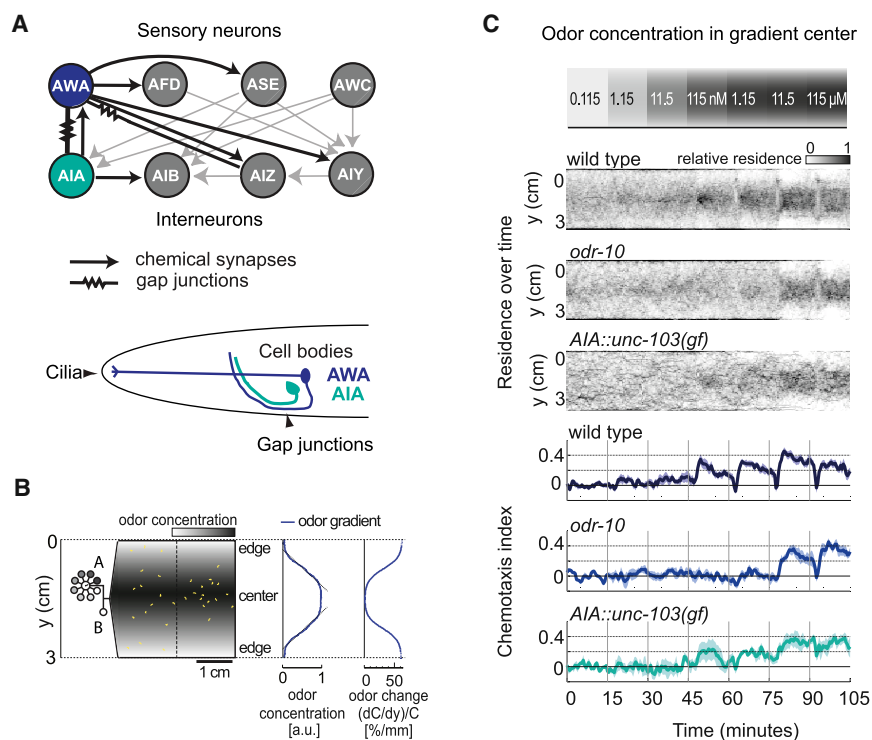 A
Sensory neurons
AWA
AFD
ASE
AWC
AIA
AIB
AIZ
AIY
Interneurons
chemical synapses
gap junctions
Cilia
Cell bodies
AWA
AIA
Gap junctions
B
odor concentration
odor gradient
0
y (cm)
3
A
B
edge
center
edge
1 cm
0 1
odor
concentration
[a.u.]
0 50
odor change
(dC/dy)/C
[%/mm]
C
Odor concentration in gradient center
0.115 1.15 11.5 115 nM 1.15 11.5 115 µM
wild type
relative residence 0 1
Residence over time
y (cm)
0
3
odr-10
y (cm)
0
3
AIA::unc-103(gf)
y (cm)
0
3
Chemotaxis index
wild type
0.4
0
odr-10
0.4
0
AIA::unc-103(gf)
0.4
0
0 15 30 45 60 75 90 105
Time (minutes)